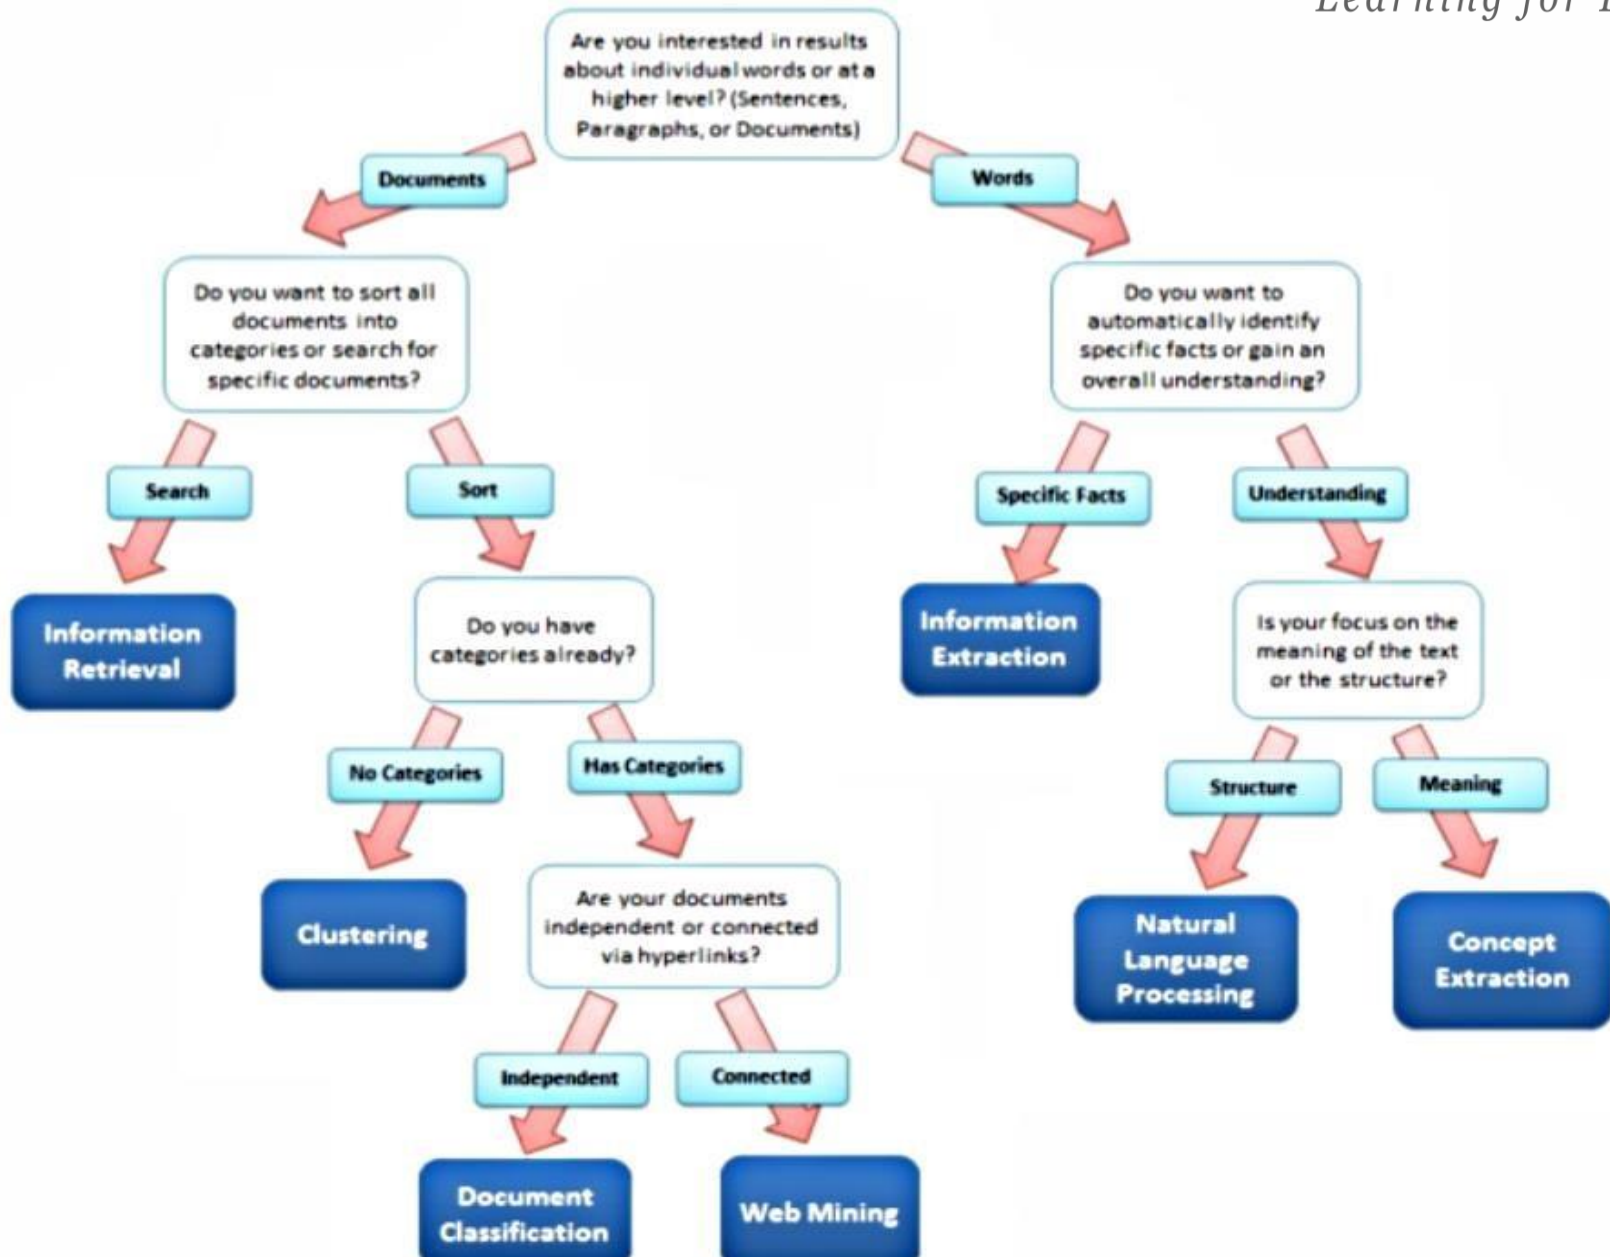 Learning for
Are you interested in results
about individual words or at a
higher level? (Sentences,
Paragraphs, or Documents)
Documents
Words
Do you want to sort all
documents into
categories or search for
specific documents?
Do you want to
automatically identify
specific facts or gain an
overall understanding?
Search
Sort
Specific Facts
Understanding
Information
Retrieval
Do you have
categories already?
Information
Extraction
Is your focus on the
meaning of the text
or the structure?
No Categories
Has Categories
Structure
Meaning
Clustering
Are your documents
independent or connected
via hyperlinks?
Natural
Language
Processing
Concept
Extraction
Independent
Connected
Document
Classification
Web Mining